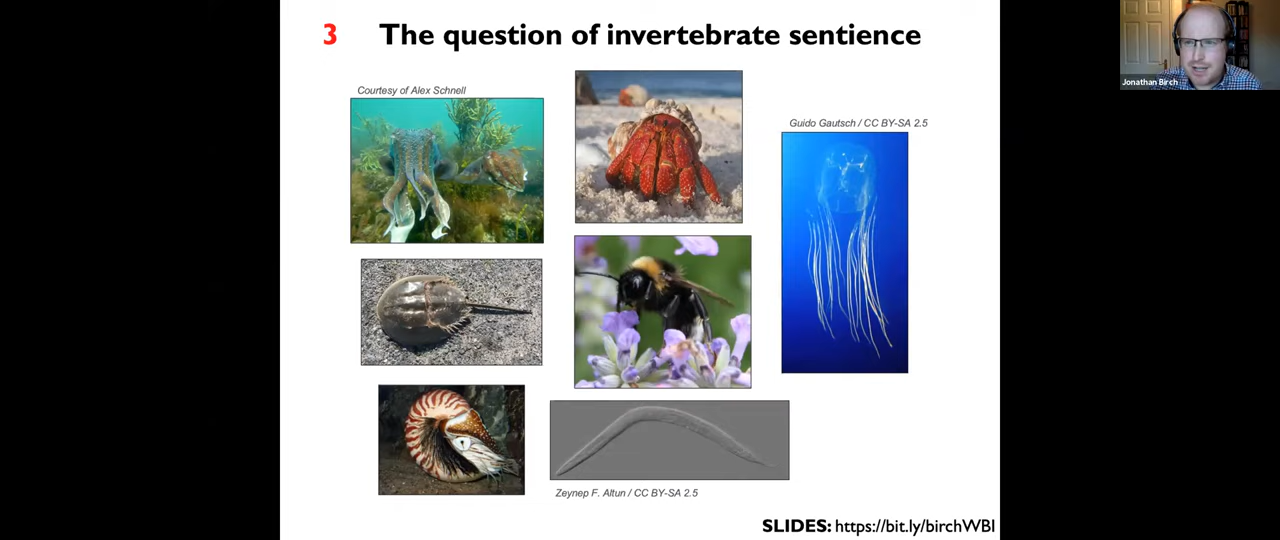 3 The question of invertebrate sentience
Courtesy of Alex Schnell
Guido Gautsch / CC BY-SA 2.5
Zeynep F. Altun / CC BY-SA 2.5
SLIDES: https://bit.ly/birchWBI
Jonathan Birch